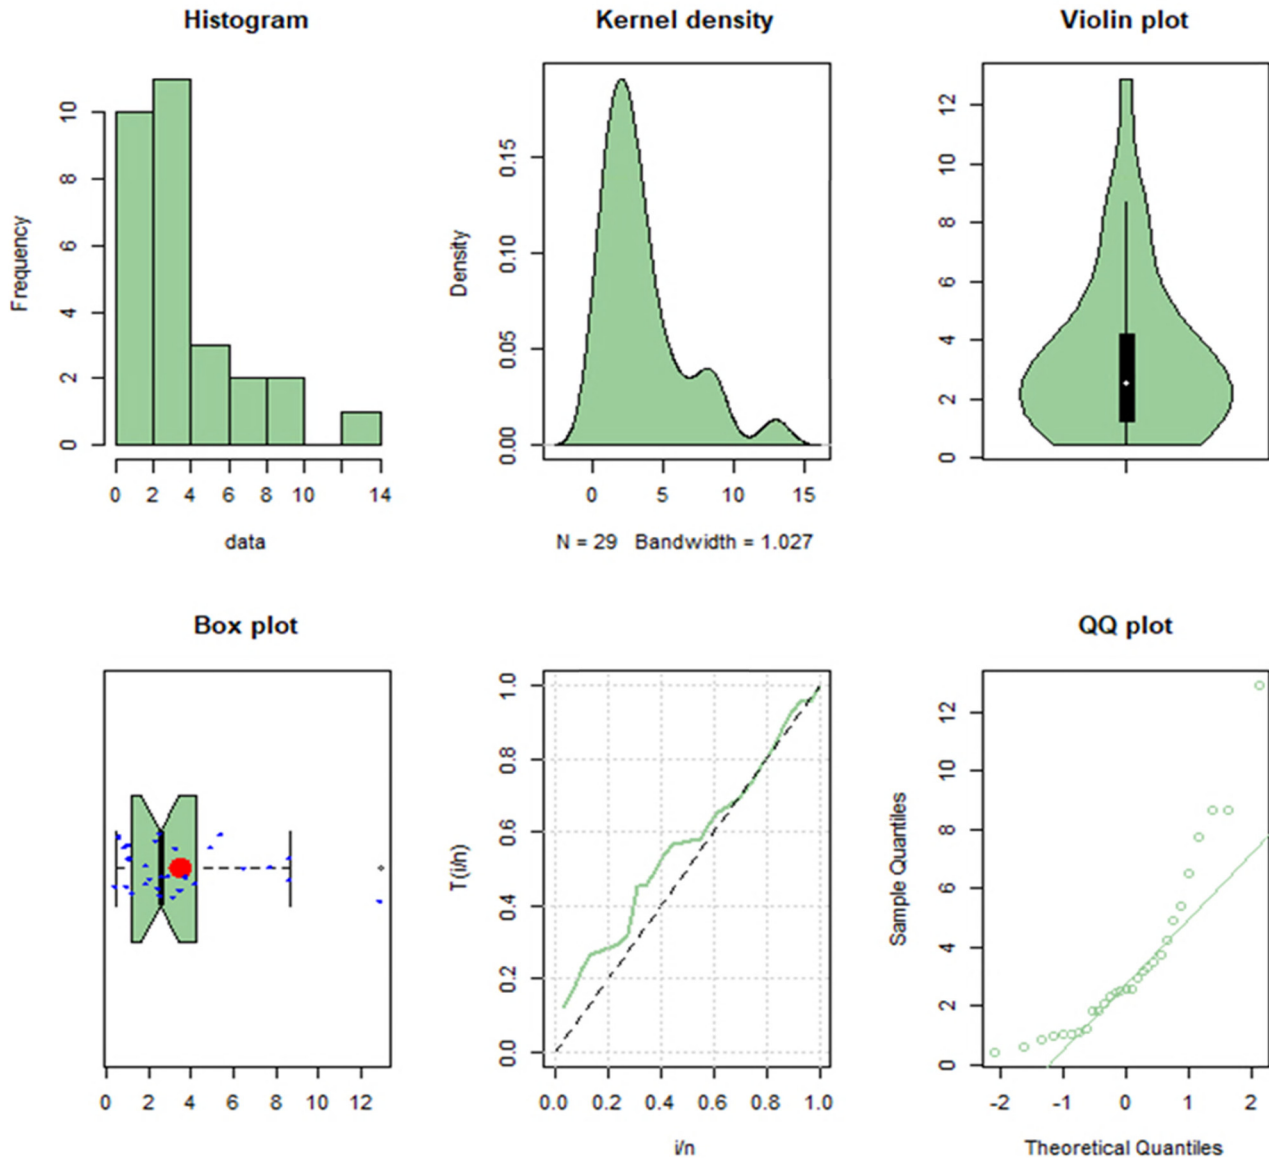 Histogram
Frequency
10
8
6
4
2
0
0 2 4 6 8 10 14
data
Kernel density
Density
0.15
0.10
0.05
0.00
0 5 10 15
N = 29 Bandwidth = 1.027
Violin plot
12
10
8
6
4
2
0
Box plot
0 2 4 6 8 10 12
T(i/n)
1.0
0.8
0.6
0.4
0.2
0.0
0.0 0.2 0.4 0.6 0.8 1.0
i/n
QQ plot
Sample Quantiles
12
10
8
6
4
2
0
-2 -1 0 1 2
Theoretical Quantiles